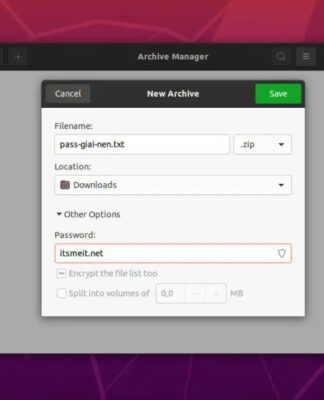 Archive Manager
Cancel New Archive Save
Filename:
pass-giai-nen.txt .zip
Location:
Downloads
Other Options
Password:
itsmeit.net
Encrypt the file list too
Split into volumes of 0,0 - + MB